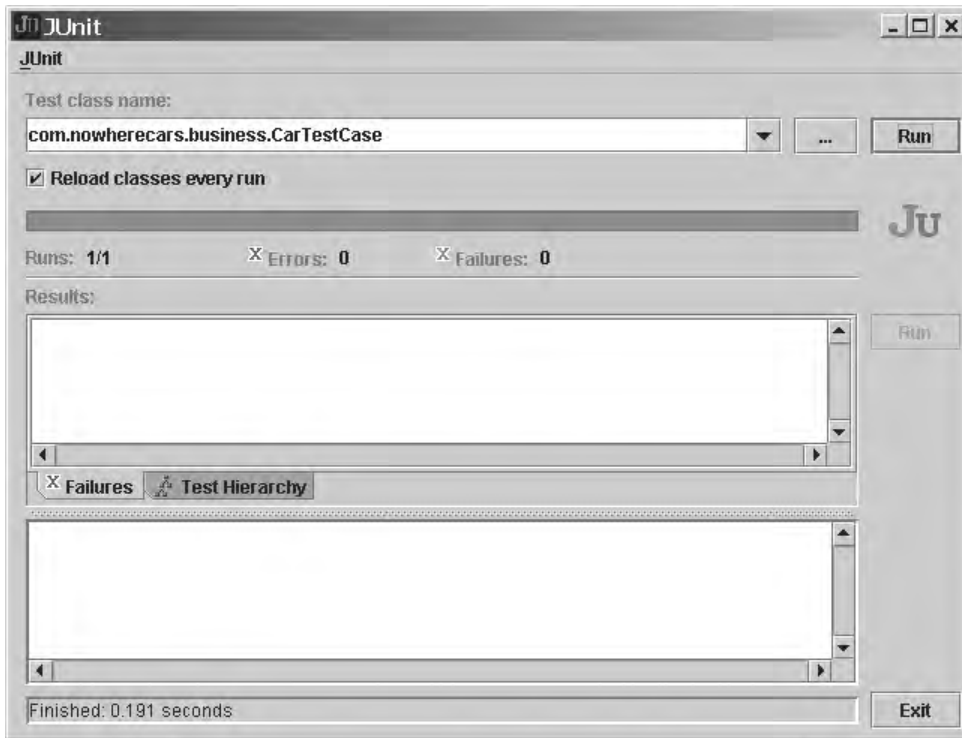 JU JUnit
JUnit
Test class name:
com.nowherecars.business.CarTestCase
... Run
Reload classes every run
JU
Runs: 1/1 X Errors: 0 X Failures: 0
Results:
Run
X Failures Test Hierarchy
Finished: 0.191 seconds
Exit